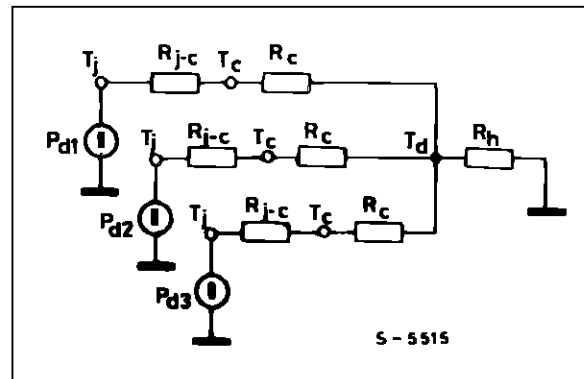 Tj Rj-c Tc Rc
Pd1 Tj Rj-c Tc Rc Td Rh
Pd2 Tj Rj-c Tc Rc
Pd3
S-5515